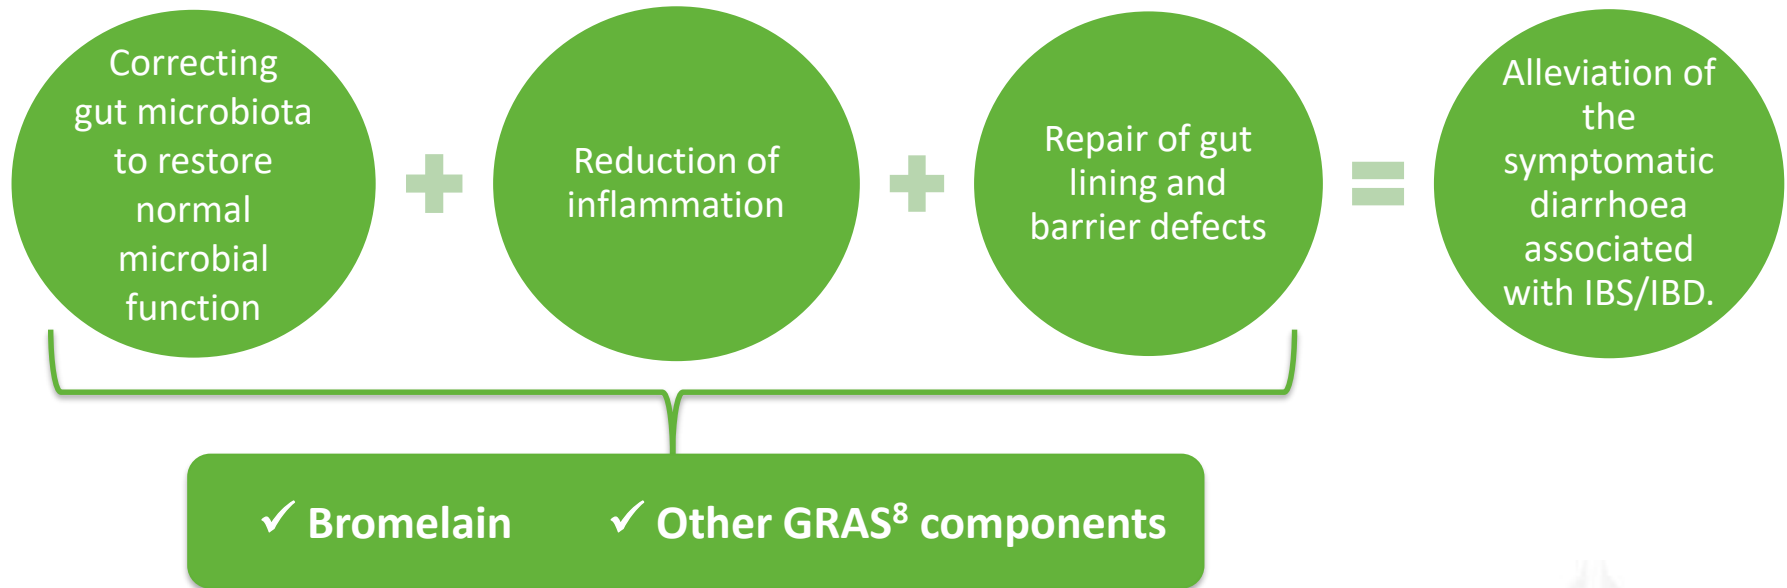 Correcting
gut microbiota
to restore
normal
microbial
function
Reduction of
inflammation
Repair of gut
lining and
barrier defects
Alleviation of
the
symptomatic
diarrhoea
associated
with IBS/IBD.
✓ Bromelain ✓ Other GRAS⁸ components